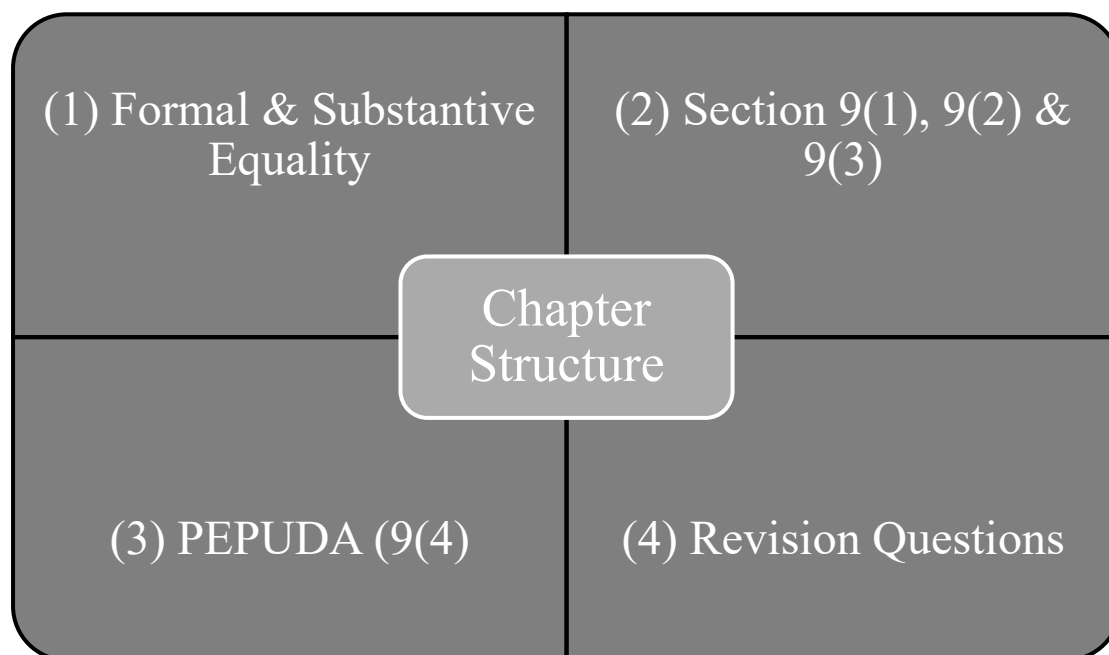 (1) Formal & Substantive
Equality
(2) Section 9(1), 9(2) &
9(3)
Chapter
Structure
(3) PEPUDA (9(4)
(4) Revision Questions